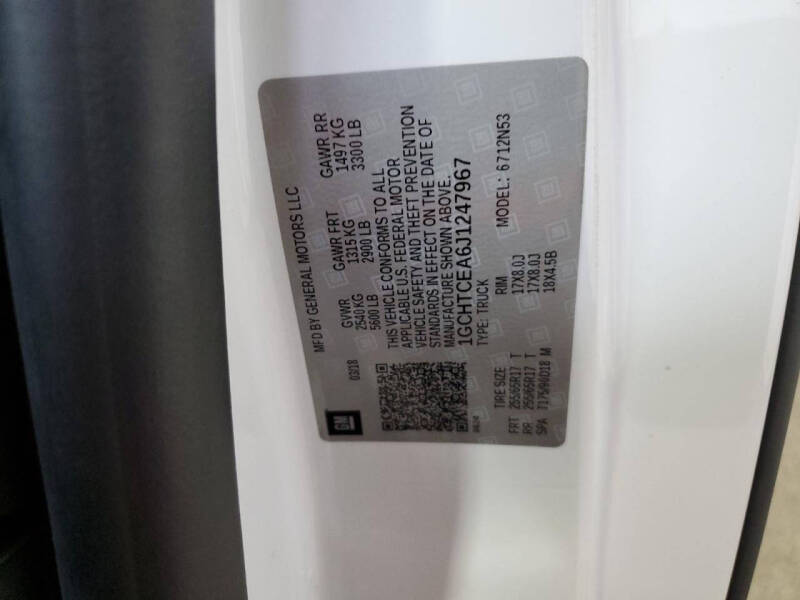 GM
MFD BY GENERAL MOTORS LLC
03/18
GVWR GAWR FRT GAWR RR
2540 KG 1315 KG 1497 KG
5600 LB 2900 LB 3300 LB
THIS VEHICLE CONFORMS TO ALL
APPLICABLE U.S. FEDERAL MOTOR
VEHICLE SAFETY AND THEFT PREVENTION
STANDARDS IN EFFECT ON THE DATE OF
MANUFACTURE SHOWN ABOVE.
1GCHTCEA6J1247967
TYPE: TRUCK MODEL: 6712N53
TIRE SIZE RIM
FRT 255/65R17 T 17X8.0J
RR 255/65R17 T 17X8.0J
SPA T175/90D18 M 18X4.5B